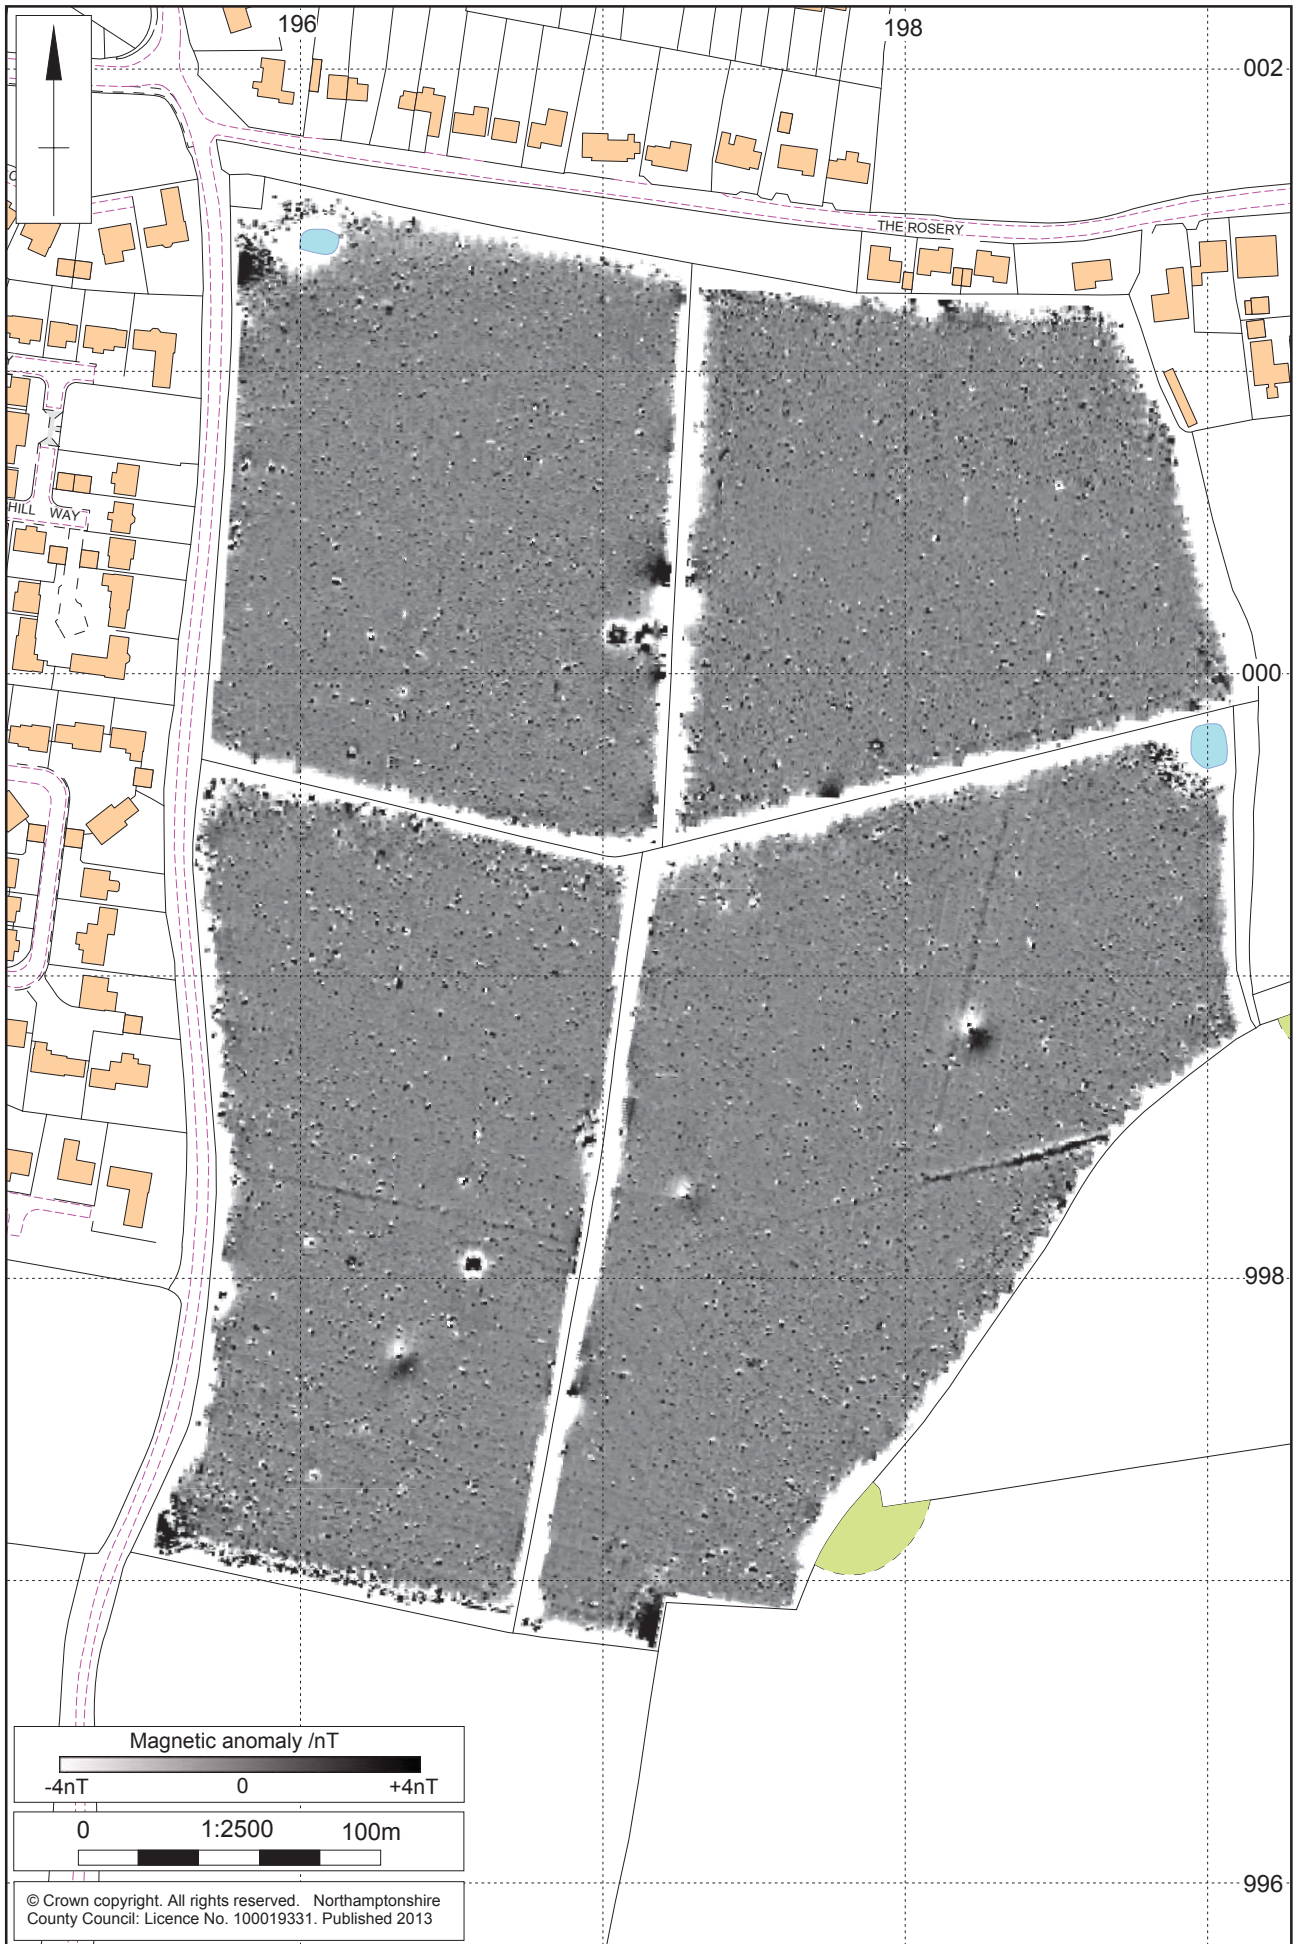 196
198
002
THE ROSERY
HILL WAY
000
998
Magnetic anomaly /nT
-4nT 0 +4nT
0 1:2500 100m
996
© Crown copyright. All rights reserved. Northamptonshire
County Council: Licence No. 100019331. Published 2013